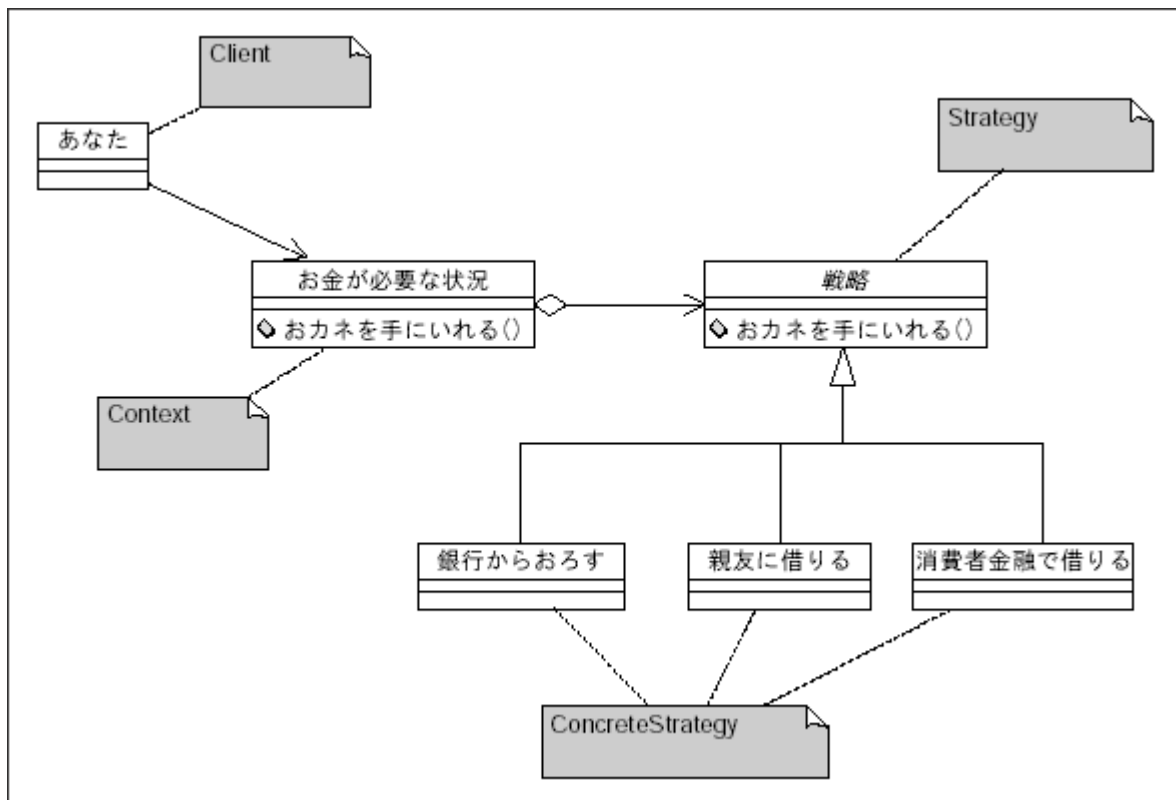 Client
あなた
Strategy
お金が必要な状況
おカネを手にいれる()
戦略
おカネを手にいれる()
Context
銀行からおろす
親友に借りる
消費者金融で借りる
ConcreteStrategy